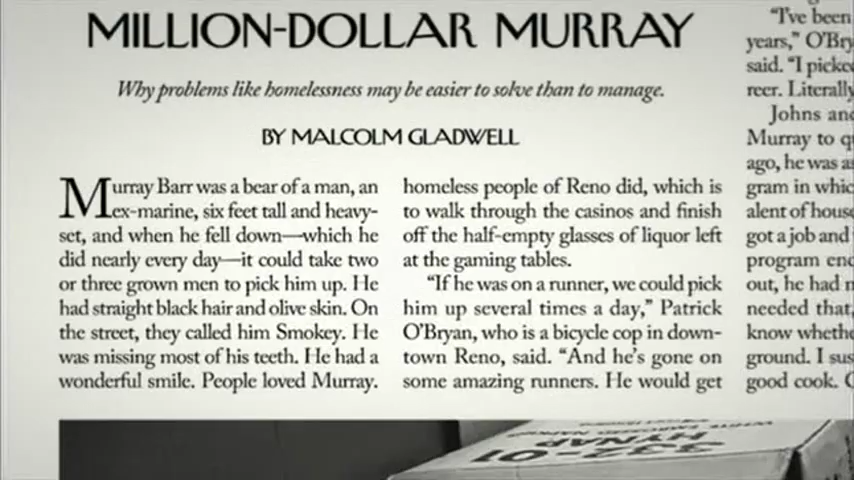 MILLION-DOLLAR MURRAY
Why problems like homelessness may be easier to solve than to manage.
BY MALCOLM GLADWELL
Murray Barr was a bear of a man, an
ex-marine, six feet tall and heavy-
set, and when he fell down—which he
did nearly every day—it could take two
or three grown men to pick him up. He
had straight black hair and olive skin. On
the street, they called him Smokey. He
was missing most of his teeth. He had a
wonderful smile. People loved Murray.
homeless people of Reno did, which is
to walk through the casinos and finish
off the half-empty glasses of liquor left
at the gaming tables.
"If he was on a runner, we could pick
him up several times a day," Patrick
O'Bryan, who is a bicycle cop in down-
town Reno, said. "And he's gone on
some amazing runners. He would get
"I've been
years," O'Bry
said. "I picke
reer. Literally
Johns and
Murray to q
ago, he was a
gram in whic
alent of hous
got a job and
program en
out, he had n
needed that,
know wheth
ground. I sus
good cook.
332-01
HYNAP